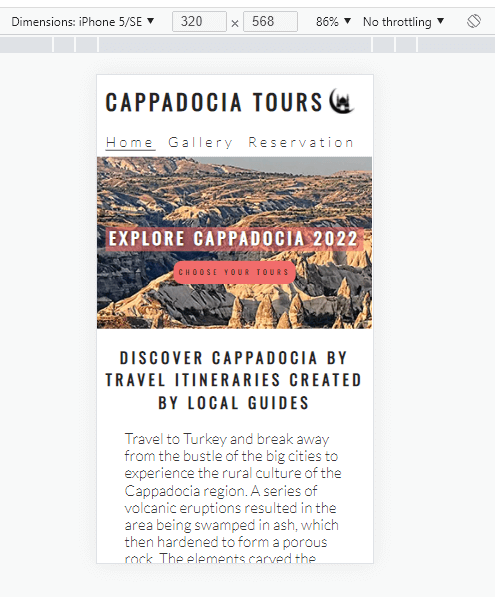 Dimensions: iPhone 5/SE ▼ 320 × 568 86% ▼ No throttling ▼
CAPPADOCIA TOURS
Home Gallery Reservation
EXPLORE CAPPADOCIA 2022
CHOOSE YOUR TOURS
DISCOVER CAPPADOCIA BY
TRAVEL ITINERARIES CREATED
BY LOCAL GUIDES
Travel to Turkey and break away
from the bustle of the big cities to
experience the rural culture of the
Cappadocia region. A series of
volcanic eruptions resulted in the
area being swamped in ash, which
then hardened to form a porous
rock. The elements carved the